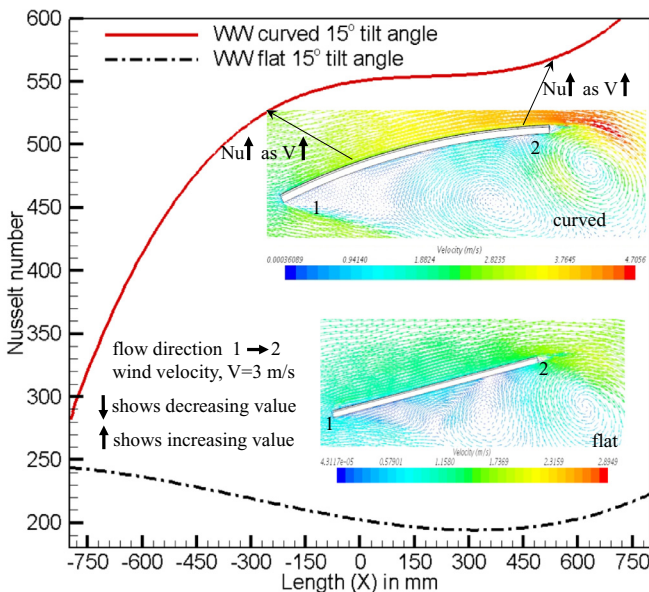 600
550
500
450
400
350
300
250
200
Nusselt number
WW curved 15° tilt angle
WW flat 15° tilt angle
Nu↑ as V↑
Nu↑ as V↑
1
2
curved
Velocity (m/s)
0.00036089 0.94140 1.8824 2.8235 3.7645 4.7056
flow direction 1 → 2
wind velocity, V=3 m/s
↓ shows decreasing value
↑ shows increasing value
1
2
flat
Velocity (m/s)
4.3117e-05 0.57901 1.1580 1.7369 2.3159 2.8949
-750 -600 -450 -300 -150 0 150 300 450 600 750
Length (X) in mm